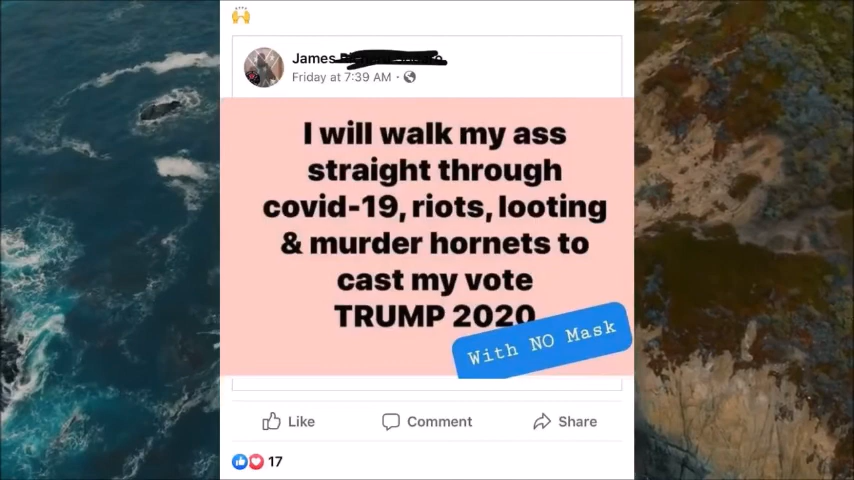 James
Friday at 7:39 AM ·
I will walk my ass
straight through
covid-19, riots, looting
& murder hornets to
cast my vote
TRUMP 2020
With NO Mask
Like
Comment
Share
17